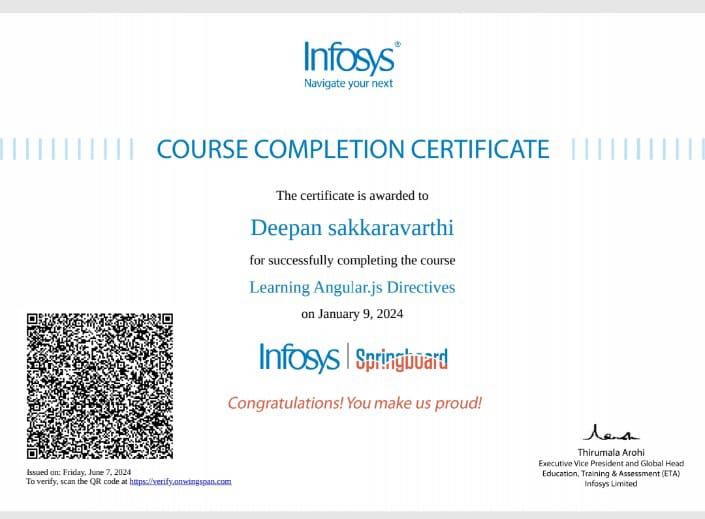 Infosys®
Navigate your next
COURSE COMPLETION CERTIFICATE
The certificate is awarded to
Deepan sakkaravarthi
for successfully completing the course
Learning Angular.js Directives
on January 9, 2024
Infosys | Springboard
Congratulations! You make us proud!
Issued on: Friday, June 7, 2024
To verify, scan the QR code at https://verify.onwingspan.com
Thirumala Arohi
Executive Vice President and Global Head
Education, Training & Assessment (ETA)
Infosys Limited